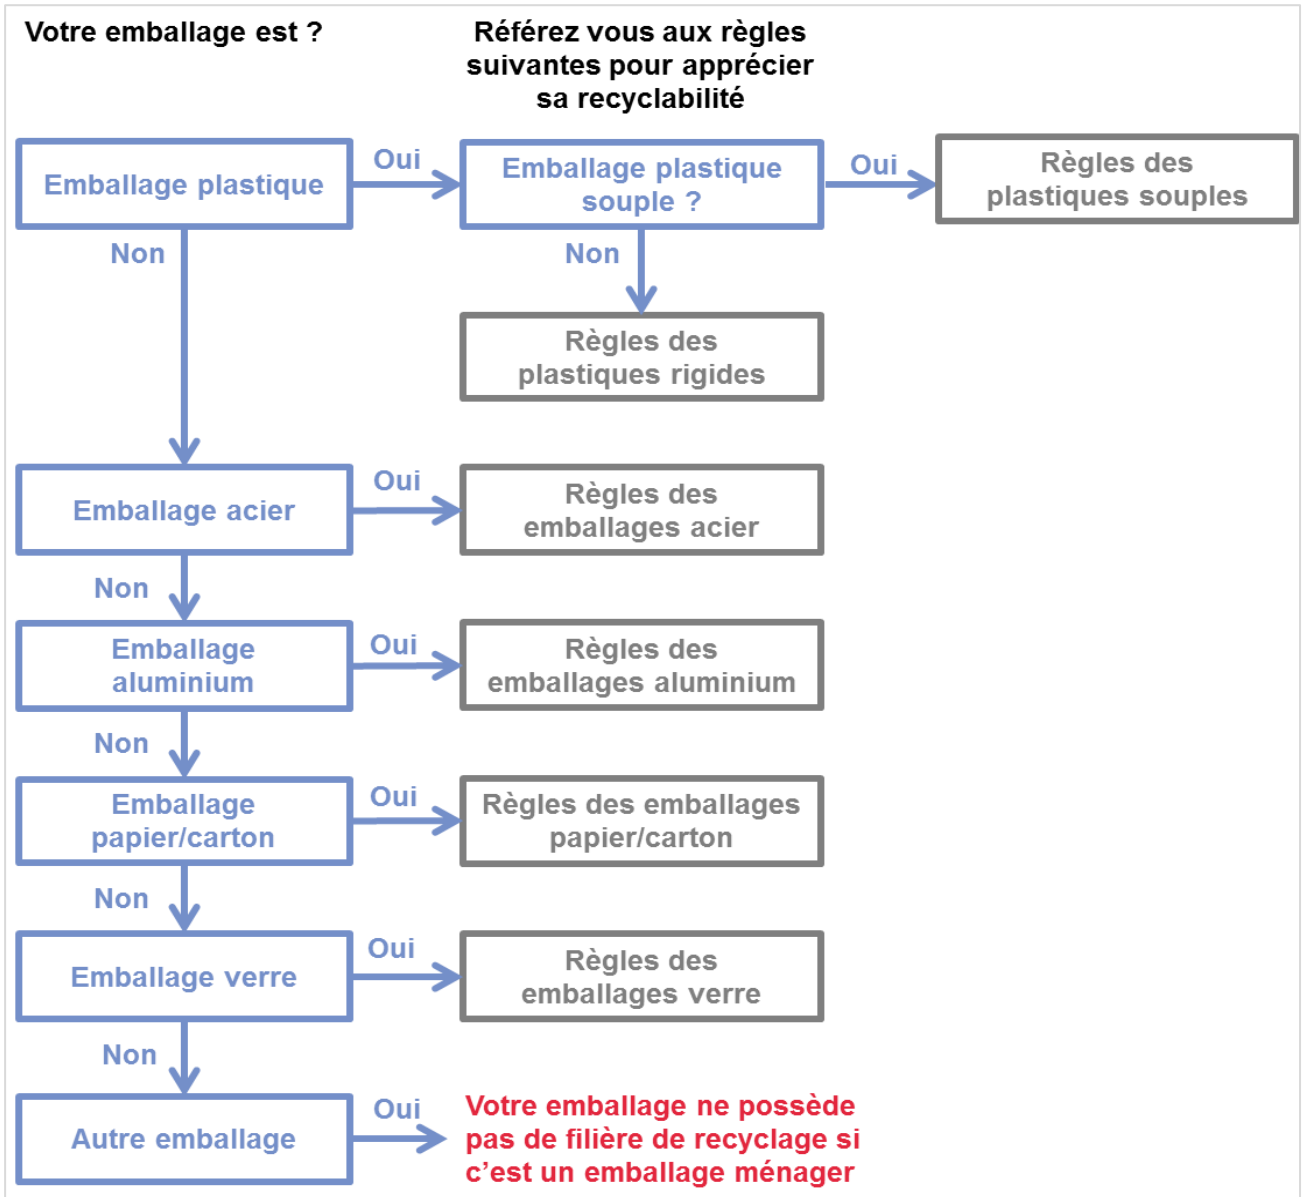 Votre emballage est ?
Référez vous aux règles
suivantes pour apprécier
sa recyclabilité
Emballage plastique
Oui
Emballage plastique
souple ?
Oui
Règles des
plastiques souples
Non
Non
Règles des
plastiques rigides
Emballage acier
Oui
Règles des
emballages acier
Non
Emballage
aluminium
Oui
Règles des
emballages aluminium
Non
Emballage
papier/carton
Oui
Règles des emballages
papier/carton
Non
Emballage verre
Oui
Règles des
emballages verre
Non
Autre emballage
Oui
Votre emballage ne possède
pas de filière de recyclage si
c'est un emballage ménager